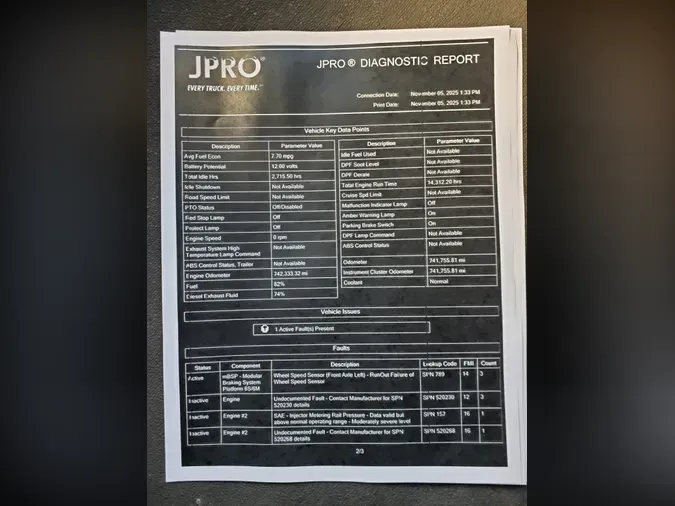 JPRO®
EVERY TRUCK. EVERY TIME.™
JPRO® DIAGNOSTIC REPORT
Connection Date: November 05, 2025 1:33 PM
Print Date: November 05, 2025 1:33 PM
Vehicle Key Data Points
Description Parameter Value
Avg Fuel Econ 7.70 mpg
Battery Potential 12.00 volts
Total Idle Hrs 2,715.50 hrs
Idle Shutdown Not Available
Road Speed Limit Not Available
PTO Status Off/Disabled
Red Stop Lamp Off
Protect Lamp Off
Engine Speed 0 rpm
Exhaust System High Not Available
Temperature Lamp Command
ABS Control Status, Trailer Not Available
Engine Odometer 742,333.32 mi
Fuel 82%
Diesel Exhaust Fluid 74%
Description Parameter Value
Idle Fuel Used Not Available
DPF Soot Level Not Available
DPF Derate Not Available
Total Engine Run Time 14,312.20 hrs
Cruise Spd Limit Not Available
Malfunction Indicator Lamp Off
Amber Warning Lamp On
Parking Brake Switch On
DPF Lamp Command Not Available
ABS Control Status Not Available
Odometer 741,755.81 mi
Instrument Cluster Odometer 741,755.81 mi
Coolant Normal
Vehicle Issues
1 Active Fault(s) Present
Faults
Status Component Description Lookup Code FMI Count
Active mBSP - Modular Wheel Speed Sensor (Front Axle Left) - RunOut Failure of SPN 789 14 3
Braking System Wheel Speed Sensor
Platform 6S/6M
Inactive Engine Undocumented Fault - Contact Manufacturer for SPN SPN 520230 12 3
520230 details
Inactive Engine #2 SAE - Injector Metering Rail Pressure - Data valid but SPN 157 16 1
above normal operating range - Moderately severe level
Inactive Engine #2 Undocumented Fault - Contact Manufacturer for SPN SPN 520268 16 1
520268 details
2/3